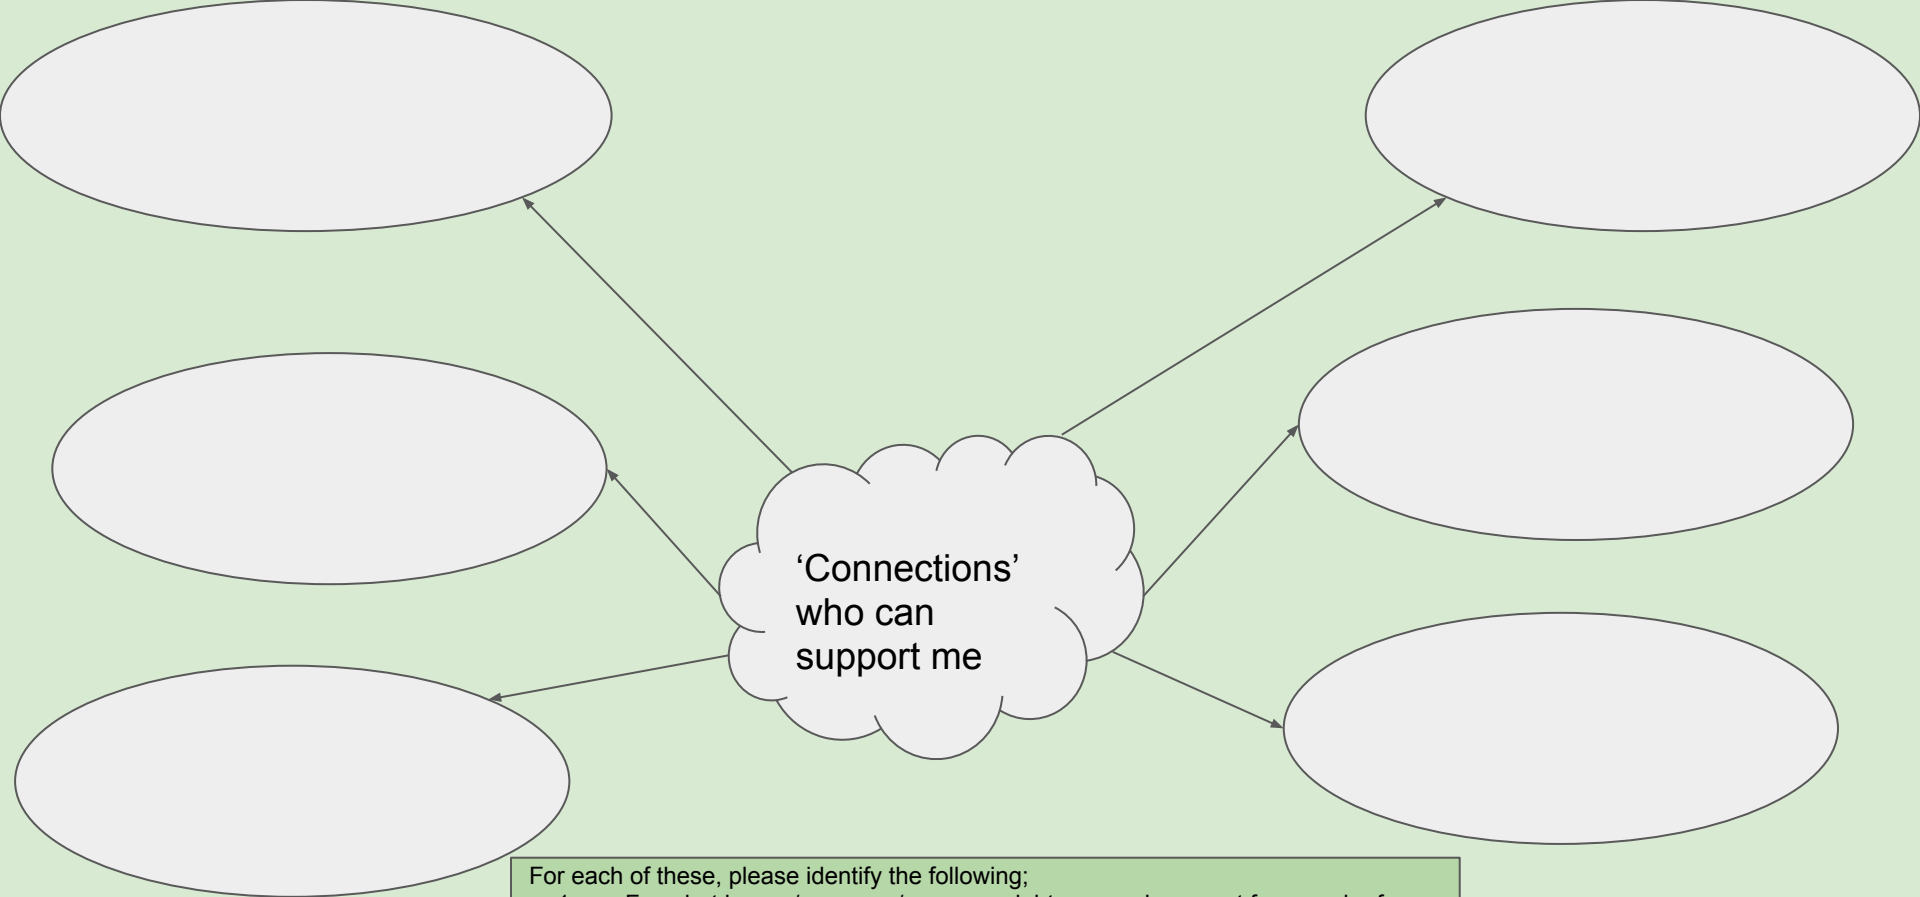 ‘Connections’
who can
support me
For each of these, please identify the following;